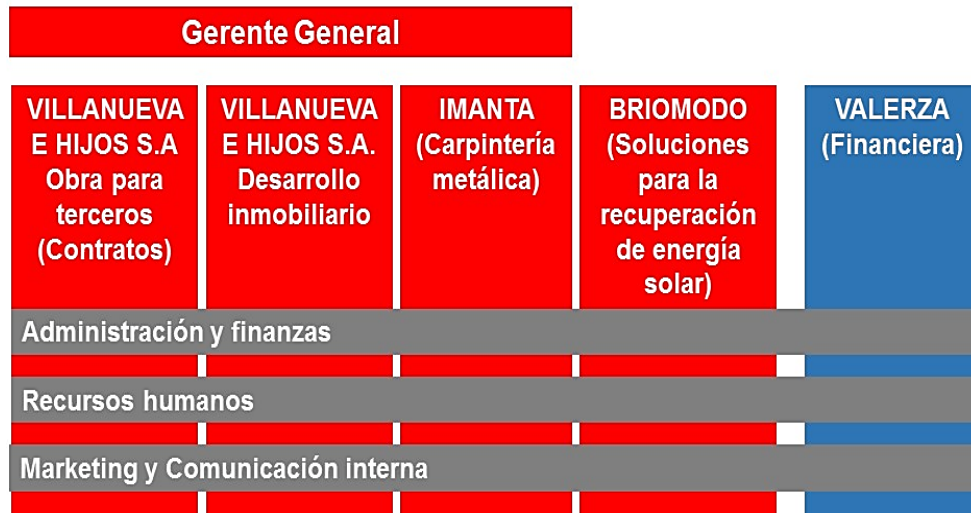 Gerente General
VILLANUEVA
E HIJOS S.A
Obra para
terceros
(Contratos)
VILLANUEVA
E HIJOS S.A.
Desarrollo
inmobiliario
IMANTA
(Carpintería
metálica)
BRIOMODO
(Soluciones
para la
recuperación
de energía
solar)
VALERZA
(Financiera)
Administración y finanzas
Recursos humanos
Marketing y Comunicación interna